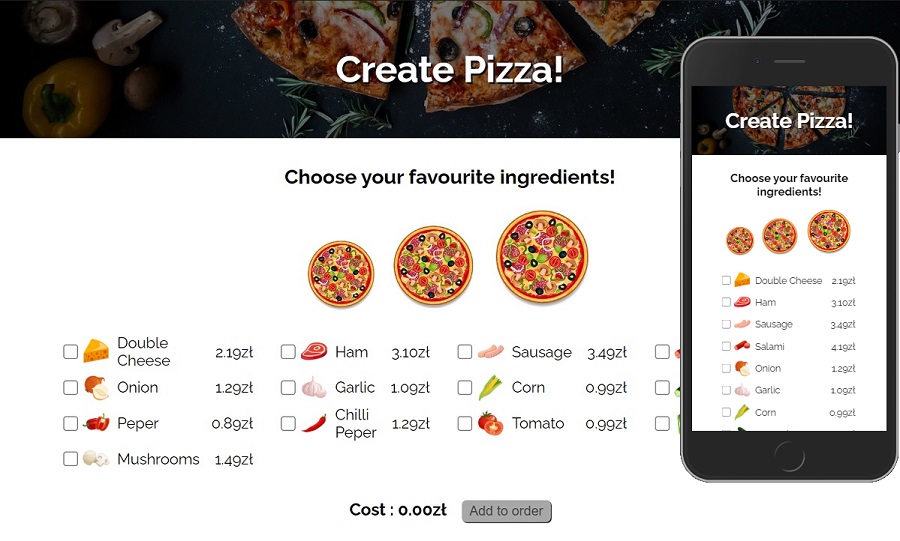 Create Pizza!
Choose your favourite ingredients!
Double Cheese 2.19zł
Ham 3.10zł
Sausage 3.49zł
Onion 1.29zł
Garlic 1.09zł
Corn 0.99zł
Peper 0.89zł
Chilli Peper 1.29zł
Tomato 0.99zł
Mushrooms 1.49zł
Cost : 0.00zł
Add to order
Create Pizza!
Choose your favourite
ingredients!
Double Cheese 2.19zł
Ham 3.10zł
Sausage 3.49zł
Salami 4.19zł
Onion 1.29zł
Garlic 1.09zł
Corn 0.99zł